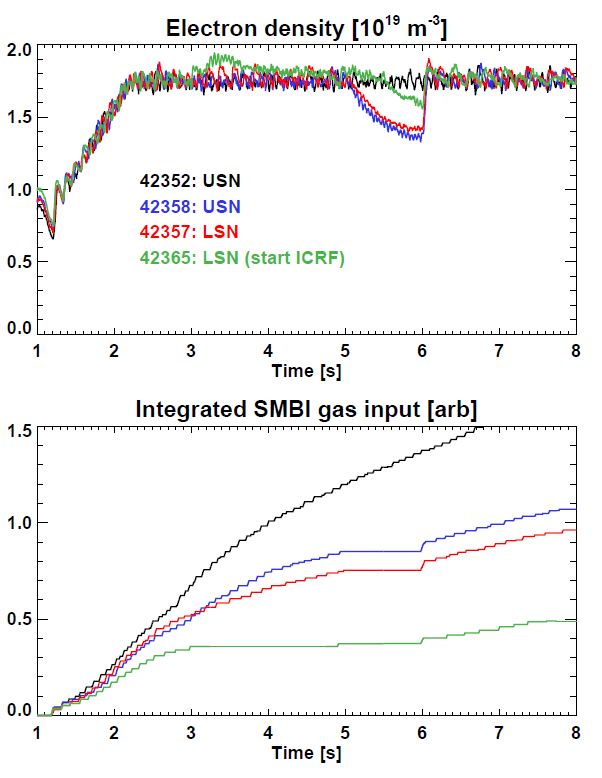 Electron density [10¹⁹ m⁻³]
2.0
1.5
1.0
0.5
0.0
42352: USN
42358: USN
42357: LSN
42365: LSN (start ICRF)
1 2 3 4 5 6 7 8
Time [s]
Integrated SMBI gas input [arb]
1.5
1.0
0.5
0.0
1 2 3 4 5 6 7 8
Time [s]